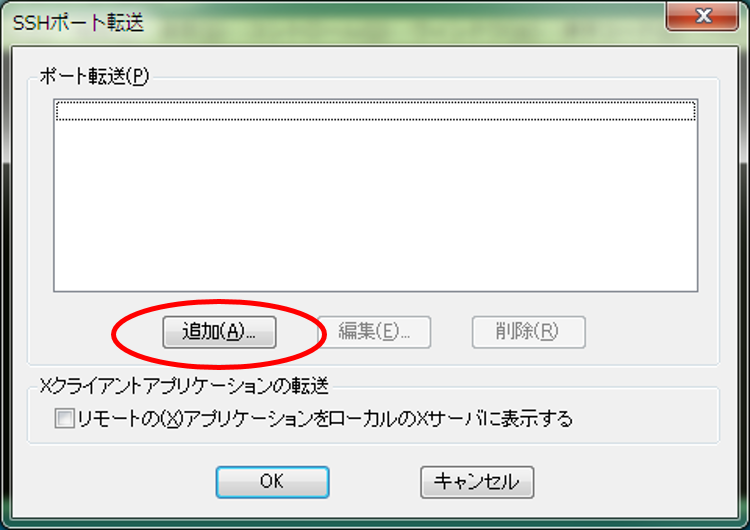 SSHポート転送
ポート転送(P)
追加(A)... 編集(E)... 削除(R)
Xクライアントアプリケーションの転送
リモートの(X)アプリケーションをローカルのXサーバに表示する
OK キャンセル